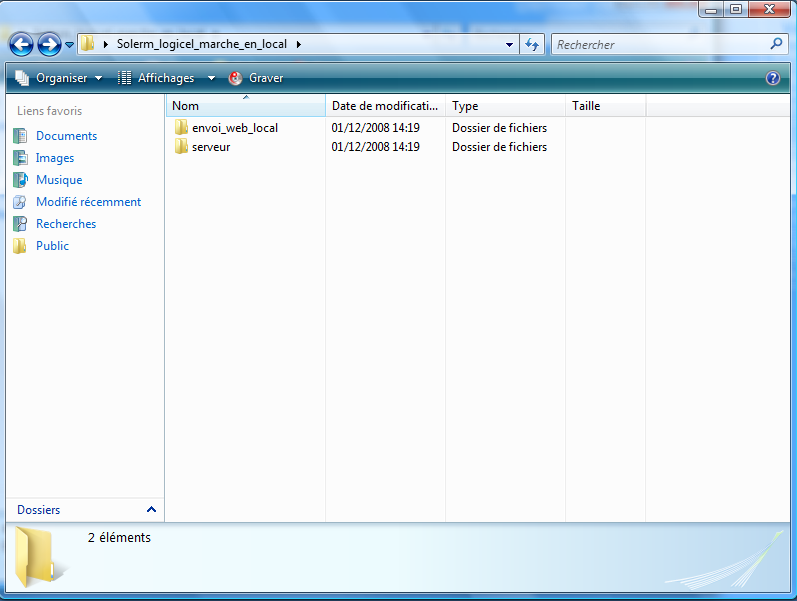 Solerm_logicel_marche_en_local
Rechercher
Organiser
Affichages
Graver
Liens favoris
Documents
Images
Musique
Modifié récemment
Recherches
Public
Dossiers
Nom Date de modificati... Type Taille
envoi_web_local 01/12/2008 14:19 Dossier de fichiers
serveur 01/12/2008 14:19 Dossier de fichiers
2 éléments